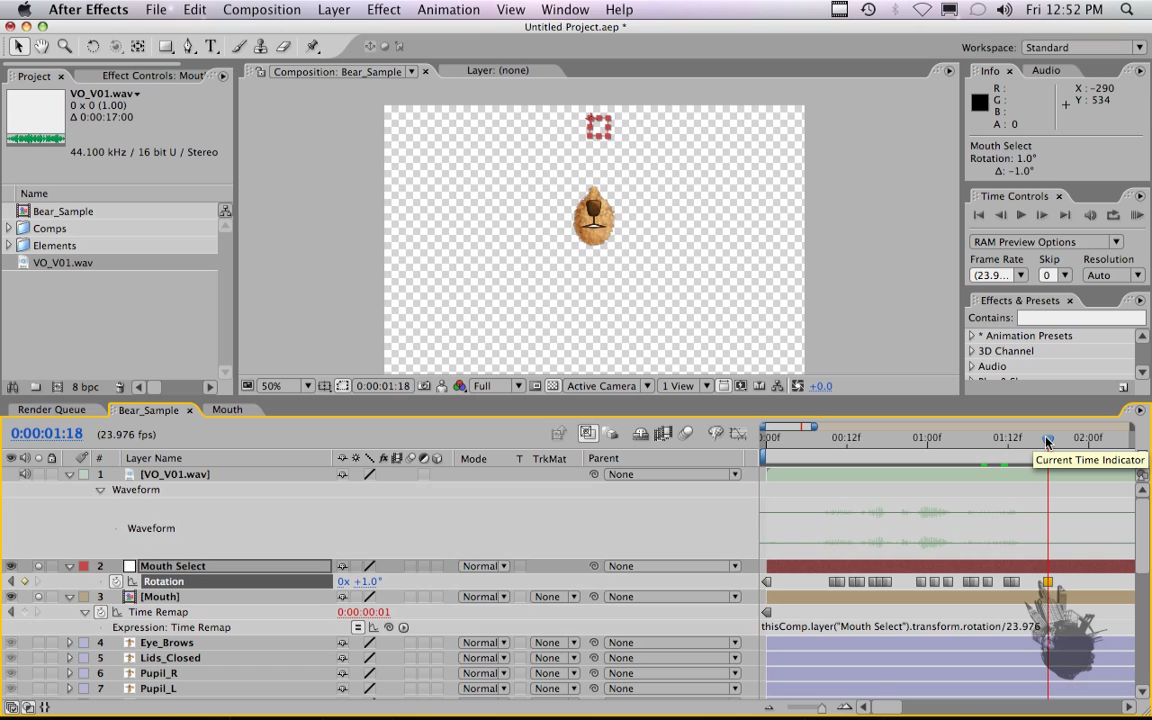 After Effects File Edit Composition Layer Effect Animation View Window Help Fri 12:52 PM
Untitled Project.aep *
Workspace: Standard
Project × Effect Controls: Mout
VO_V01.wav
0 x 0 (1.00)
Δ 0:00:17:00
44.100 kHz / 16 bit U / Stereo
Name
Bear_Sample
Comps
Elements
VO_V01.wav
8 bpc
Composition: Bear_Sample × Layer: (none)
50% 0:00:01:18 Full Active Camera 1 View +0.0
Info × Audio
R :
G :
B :
A : 0
X : -290
Y : 534
Mouth Select
Rotation: 1.0°
Δ: -1.0°
Time Controls ×
RAM Preview Options
Frame Rate Skip Resolution
(23.9... 0 Auto
Effects & Presets ×
Contains:
* Animation Presets
3D Channel
Audio
Render Queue Bear_Sample × Mouth
0:00:01:18 (23.976 fps)
:00f 00:12f 01:00f 01:12f 02:00f
# Layer Name Mode T TrkMat Parent
Current Time Indicator
1 [VO_V01.wav] None
Waveform
Waveform
2 Mouth Select Normal None
Rotation 0x +1.0°
3 [Mouth] Normal None None
Time Remap 0:00:00:01
Expression: Time Remap thisComp.layer("Mouth Select").transform.rotation/23.976
4 Eye_Brows Normal None None
5 Lids_Closed Normal None None
6 Pupil_R Normal None None
7 Pupil_L Normal None None